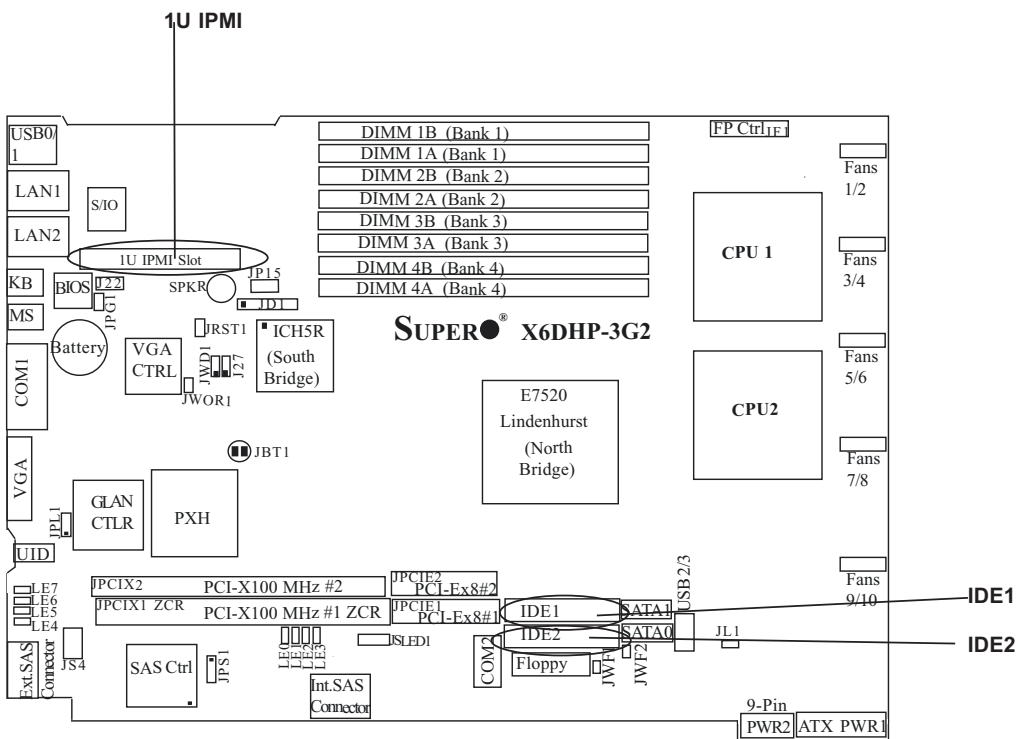 1U IPMI
USB0/
1
LAN1
LAN2
S/IO
1U IPMI Slot
KB
MS
BIOS
J22
JPG1
SPKR
JP15
JD1
Battery
COM1
VGA
VGA
CTRL
JRST1
JWD1
J27
JWOR1
ICH5R
(South
Bridge)
DIMM 1B (Bank 1)
DIMM 1A (Bank 1)
DIMM 2B (Bank 2)
DIMM 2A (Bank 2)
DIMM 3B (Bank 3)
DIMM 3A (Bank 3)
DIMM 4B (Bank 4)
DIMM 4A (Bank 4)
SUPER® X6DHP-3G2
FP Ctrl JF1
CPU 1
CPU2
Fans
1/2
Fans
3/4
Fans
5/6
Fans
7/8
Fans
9/10
E7520
Lindenhurst
(North
Bridge)
JBT1
GLAN
CTLR
PXH
JPL1
UID
LE7
LE6
LE5
LE4
JPCIX2
PCI-X100 MHz #2
JPCIX1 ZCR
PCI-X100 MHz #1 ZCR
JPCIE2
PCI-Ex8#2
JPCIE1
PCI-Ex8#1
IDE1
SATA1
IDE2
SATA0
USB 2/3
IDE1
IDE2
JL1
JS4
Ext.SAS
Connector
SAS Ctrl
JPS1
LE0
LE1
LE2
LE3
JSLED1
Int.SAS
Connector
COM2
Floppy
JWF1
JWF2
9-Pin
PWR2
ATX PWR1